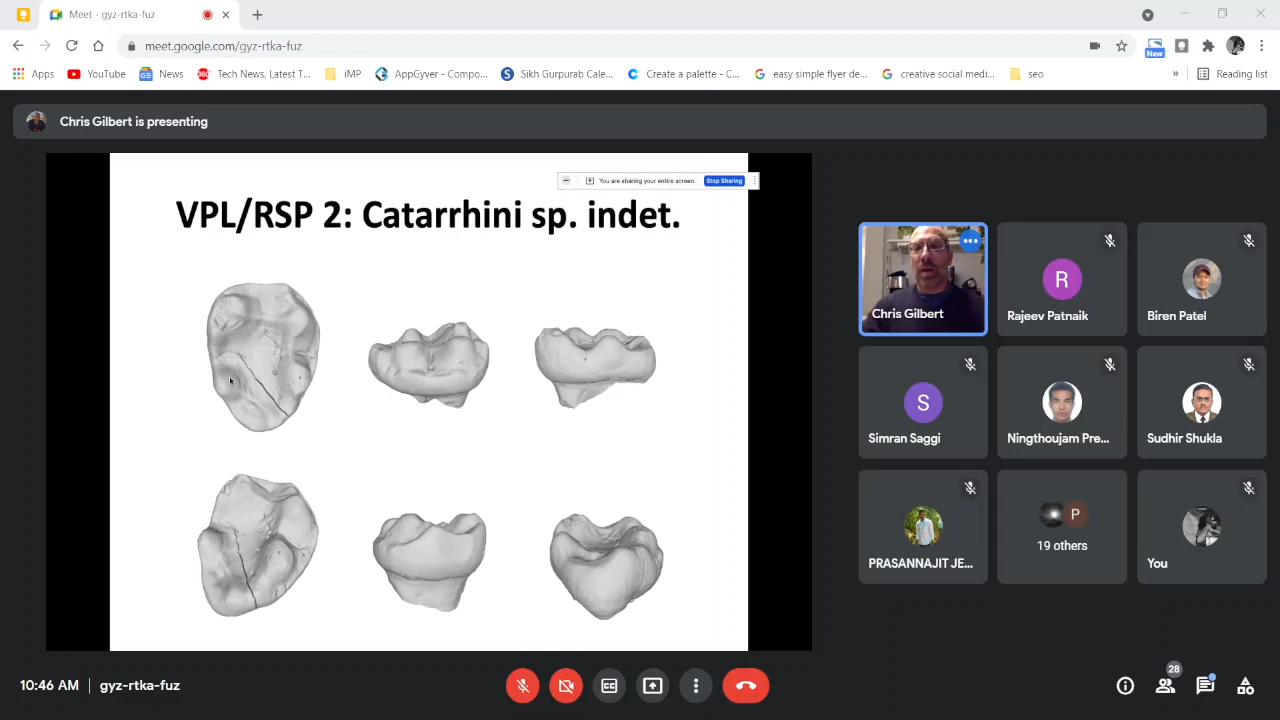 Meet - gyz-rtka-fuz
meet.google.com/gyz-rtka-fuz
New
Apps
YouTube
News
Tech News, Latest T...
iMP
AppGyver - Compo...
Sikh Gurpurab Cale...
Create a palette - C...
easy simple flyer de...
creative social medi...
seo
»
Reading list
Chris Gilbert is presenting
You are sharing your entire screen.
Stop Sharing
VPL/RSP 2: Catarrhini sp. indet.
Chris Gilbert
R
Rajeev Patnaik
Biren Patel
S
Simran Saggi
Ningthoujam Pre...
Sudhir Shukla
PRASANNAJIT JE...
P
19 others
You
10:46 AM | gyz-rtka-fuz
CC
28